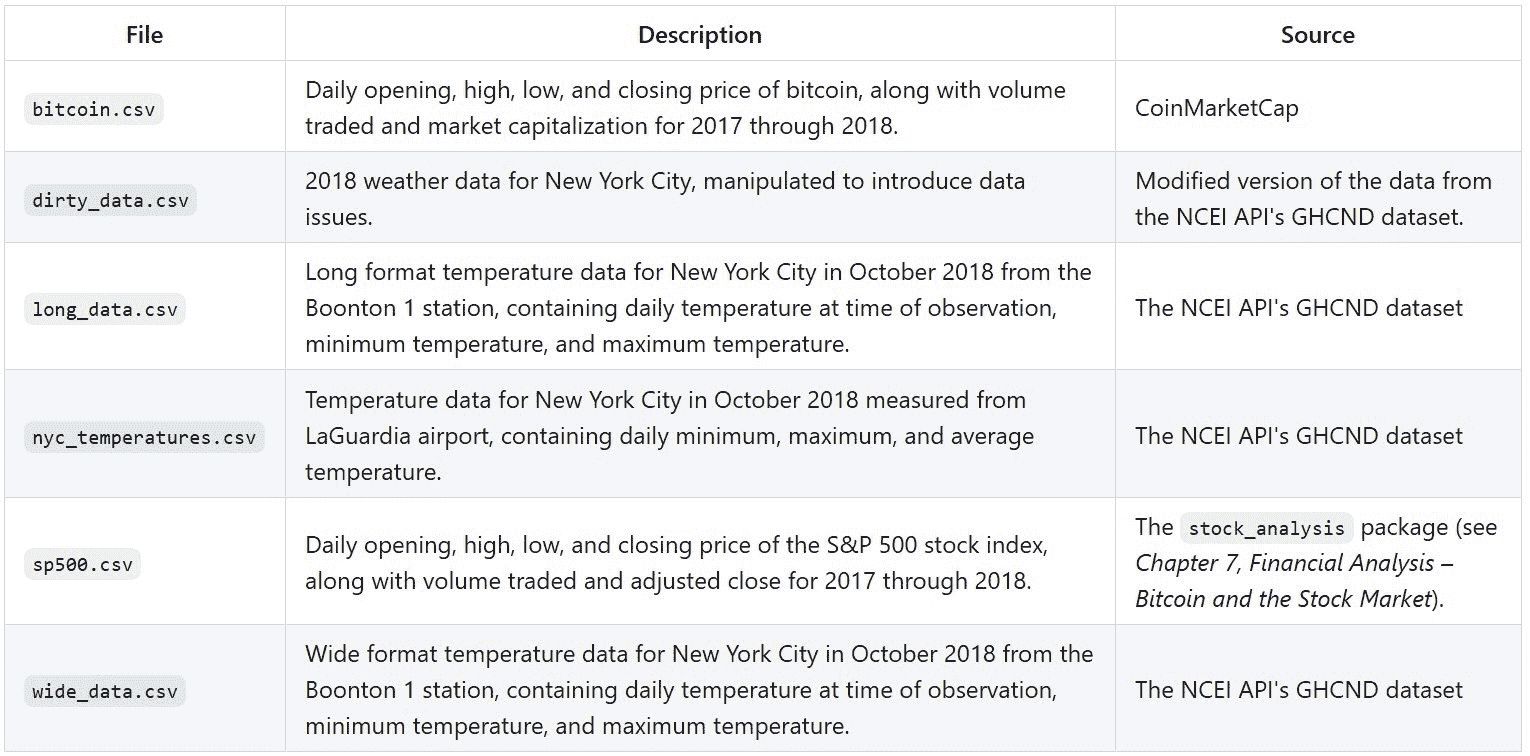 File Description Source
bitcoin.csv
Daily opening, high, low, and closing price of bitcoin, along with volume
traded and market capitalization for 2017 through 2018.
CoinMarketCap
dirty_data.csv
2018 weather data for New York City, manipulated to introduce data
issues.
Modified version of the data from
the NCEI API's GHCND dataset.
long_data.csv
Long format temperature data for New York City in October 2018 from the
Boonton 1 station, containing daily temperature at time of observation,
minimum temperature, and maximum temperature.
The NCEI API's GHCND dataset
nyc_temperatures.csv
Temperature data for New York City in October 2018 measured from
LaGuardia airport, containing daily minimum, maximum, and average
temperature.
The NCEI API's GHCND dataset
sp500.csv
Daily opening, high, low, and closing price of the S&P 500 stock index,
along with volume traded and adjusted close for 2017 through 2018.
The stock_analysis package (see
Chapter 7, Financial Analysis –
Bitcoin and the Stock Market).
wide_data.csv
Wide format temperature data for New York City in October 2018 from the
Boonton 1 station, containing daily temperature at time of observation,
minimum temperature, and maximum temperature.
The NCEI API's GHCND dataset